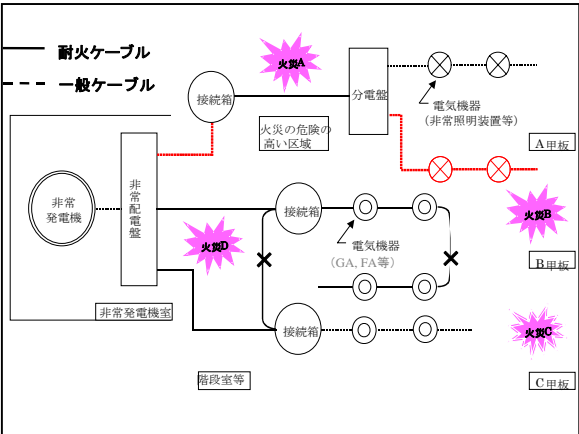 耐火ケーブル
一般ケーブル
火災A
接続箱
分電盤
電気機器
(非常照明装置等)
火災の危険の
高い区域
A甲板
非常
発電機
非常配電盤
接続箱
火災D
電気機器
(GA, FA等)
火災B
B甲板
非常発電機室
接続箱
火災C
階段室等
C甲板